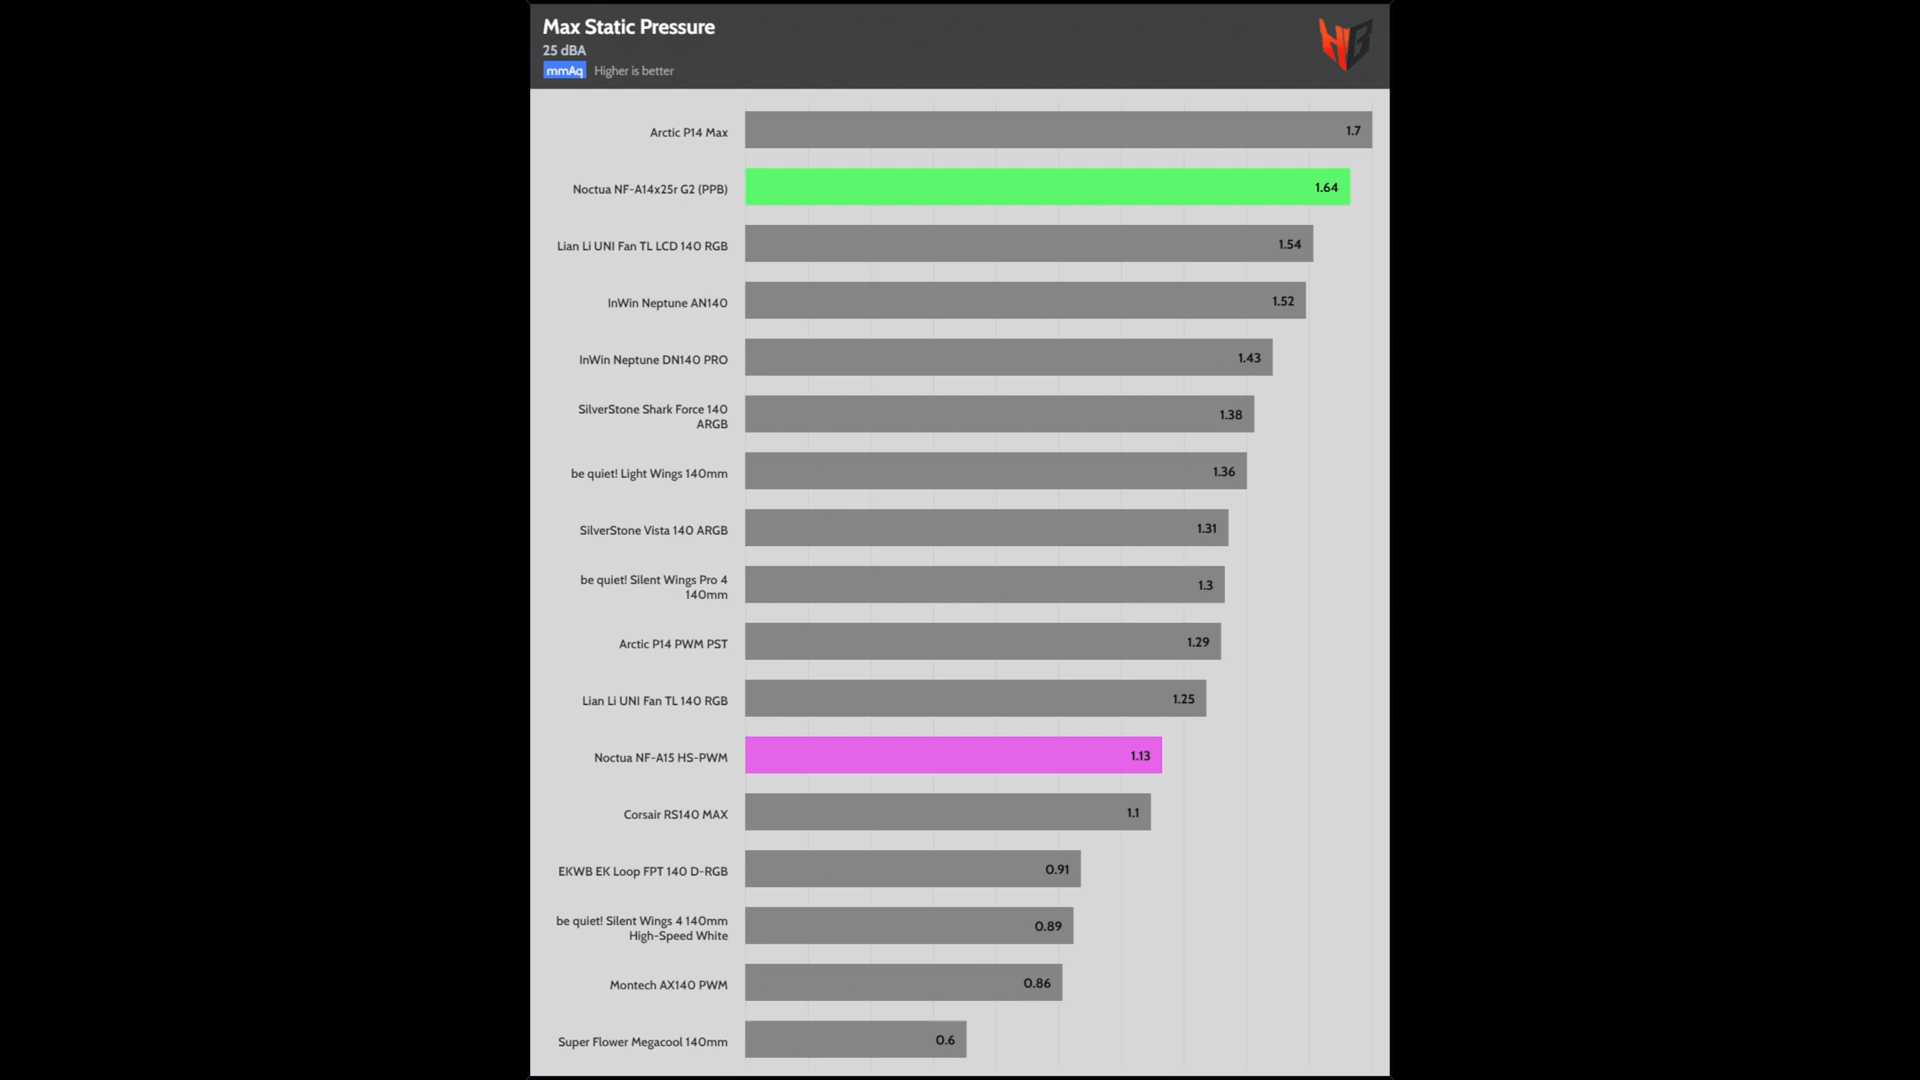 Max Static Pressure
25 dBA
mmAq Higher is better
Arctic P14 Max 1.7
Noctua NF-A14x25r G2 (PPB) 1.64
Lian Li UNI Fan TL LCD 140 RGB 1.54
InWin Neptune AN140 1.52
InWin Neptune DN140 PRO 1.43
SilverStone Shark Force 140
ARGB 1.38
be quiet! Light Wings 140mm 1.36
SilverStone Vista 140 ARGB 1.31
be quiet! Silent Wings Pro 4
140mm 1.3
Arctic P14 PWM PST 1.29
Lian Li UNI Fan TL 140 RGB 1.25
Noctua NF-A15 HS-PWM 1.13
Corsair RS140 MAX 1.1
EKWB EK Loop FPT 140 D-RGB 0.91
be quiet! Silent Wings 4 140mm
High-Speed White 0.89
Montech AX140 PWM 0.86
Super Flower Megacool 140mm 0.6